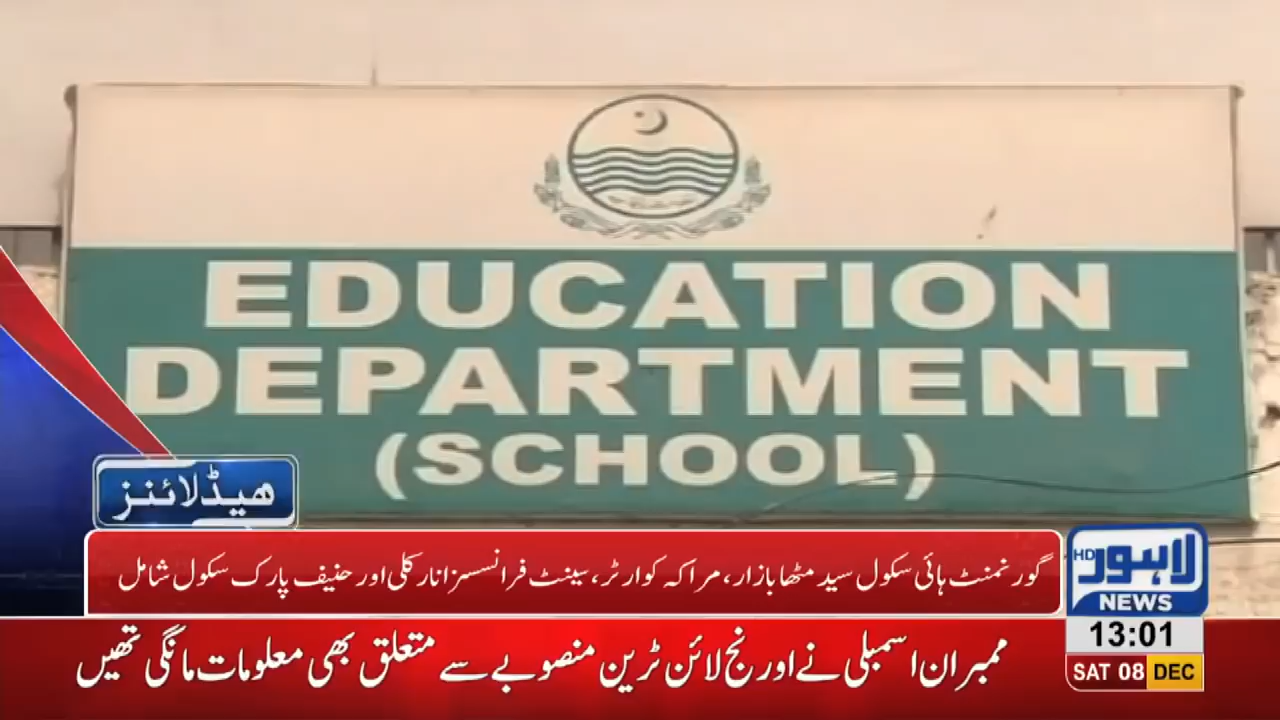 EDUCATION
DEPARTMENT
(SCHOOL)
ھیڈلائنز
گورنمنٹ ہائی سکول سید مٹھا بازار، مراکہ کوارٹر، سینٹ فرانسسز انارکلی اور حنیف پارک سکول شامل
HD لاہور
NEWS
13:01
SAT 08 DEC
ممبران اسمبلی نے اورنج لائن ٹرین منصوبے سے متعلق بھی معلومات مانگی تھیں